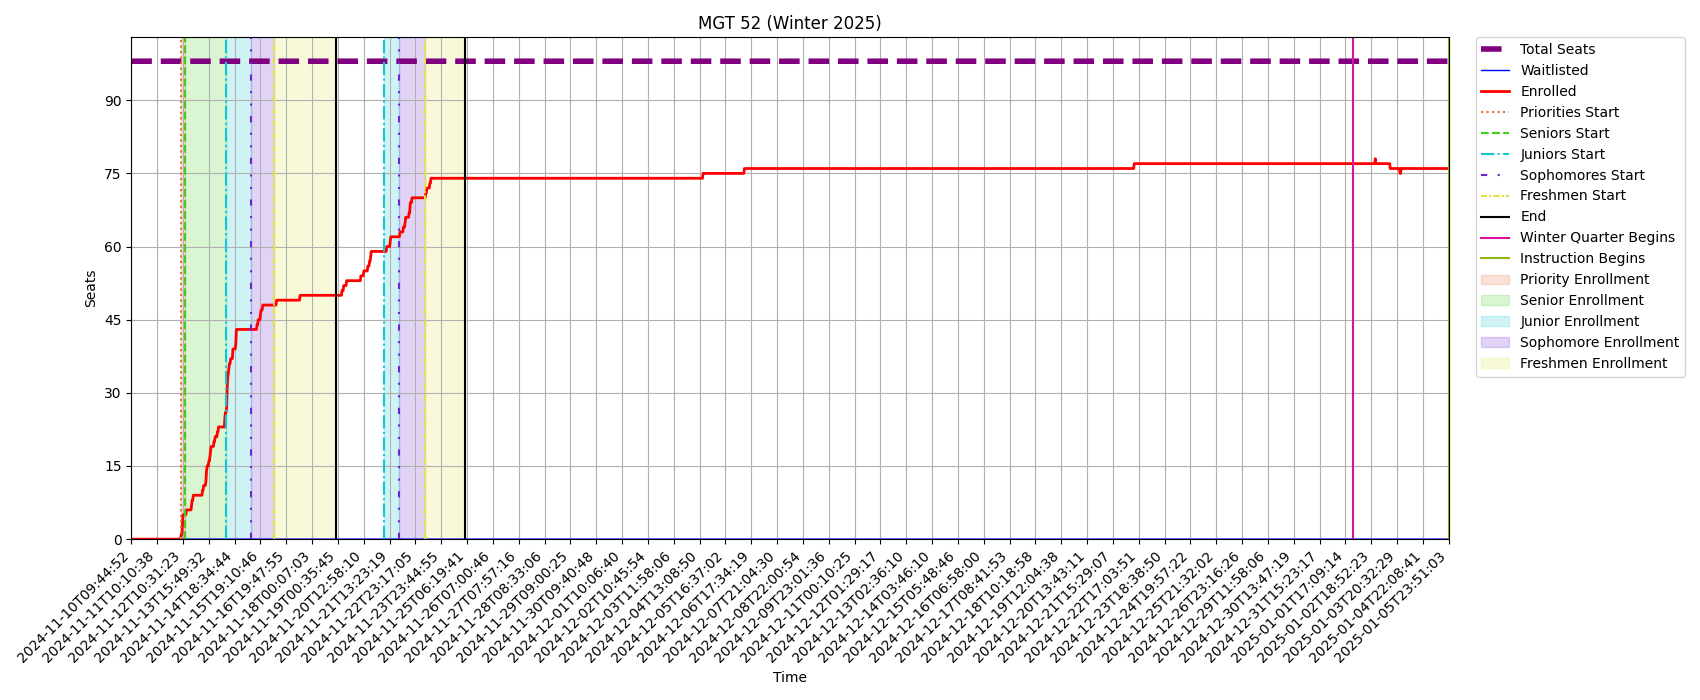 MGT 52 (Winter 2025)
Seats
90
75
60
45
30
15
0
2024-11-10T09:44:52
2024-11-11T10:10:38
2024-11-12T10:31:23
2024-11-13T15:49:32
2024-11-14T18:34:44
2024-11-15T19:10:46
2024-11-16T19:47:55
2024-11-18T00:07:03
2024-11-19T00:35:45
2024-11-20T12:58:10
2024-11-21T13:23:19
2024-11-22T23:17:05
2024-11-23T23:44:55
2024-11-25T06:19:41
2024-11-26T07:00:46
2024-11-27T07:57:16
2024-11-28T08:33:06
2024-11-29T09:00:25
2024-11-30T09:40:48
2024-12-01T10:06:40
2024-12-02T10:45:54
2024-12-03T11:58:06
2024-12-04T13:08:50
2024-12-05T16:37:02
2024-12-06T17:34:19
2024-12-07T21:04:30
2024-12-08T22:00:54
2024-12-09T23:01:36
2024-12-11T00:10:25
2024-12-12T01:29:17
2024-12-13T02:36:10
2024-12-14T03:46:10
2024-12-15T05:48:46
2024-12-16T06:58:00
2024-12-17T08:41:53
2024-12-18T10:18:58
2024-12-19T12:04:38
2024-12-20T13:43:11
2024-12-21T15:29:07
2024-12-22T17:03:51
2024-12-23T18:38:50
2024-12-24T19:57:22
2024-12-25T21:32:02
2024-12-26T23:16:26
2024-12-29T11:58:06
2024-12-30T13:47:19
2024-12-31T15:23:17
2025-01-01T17:09:14
2025-01-02T18:52:23
2025-01-03T20:32:29
2025-01-04T22:08:41
2025-01-05T23:51:03
Time
Total Seats
Waitlisted
Enrolled
Priorities Start
Seniors Start
Juniors Start
Sophomores Start
Freshmen Start
End
Winter Quarter Begins
Instruction Begins
Priority Enrollment
Senior Enrollment
Junior Enrollment
Sophomore Enrollment
Freshmen Enrollment